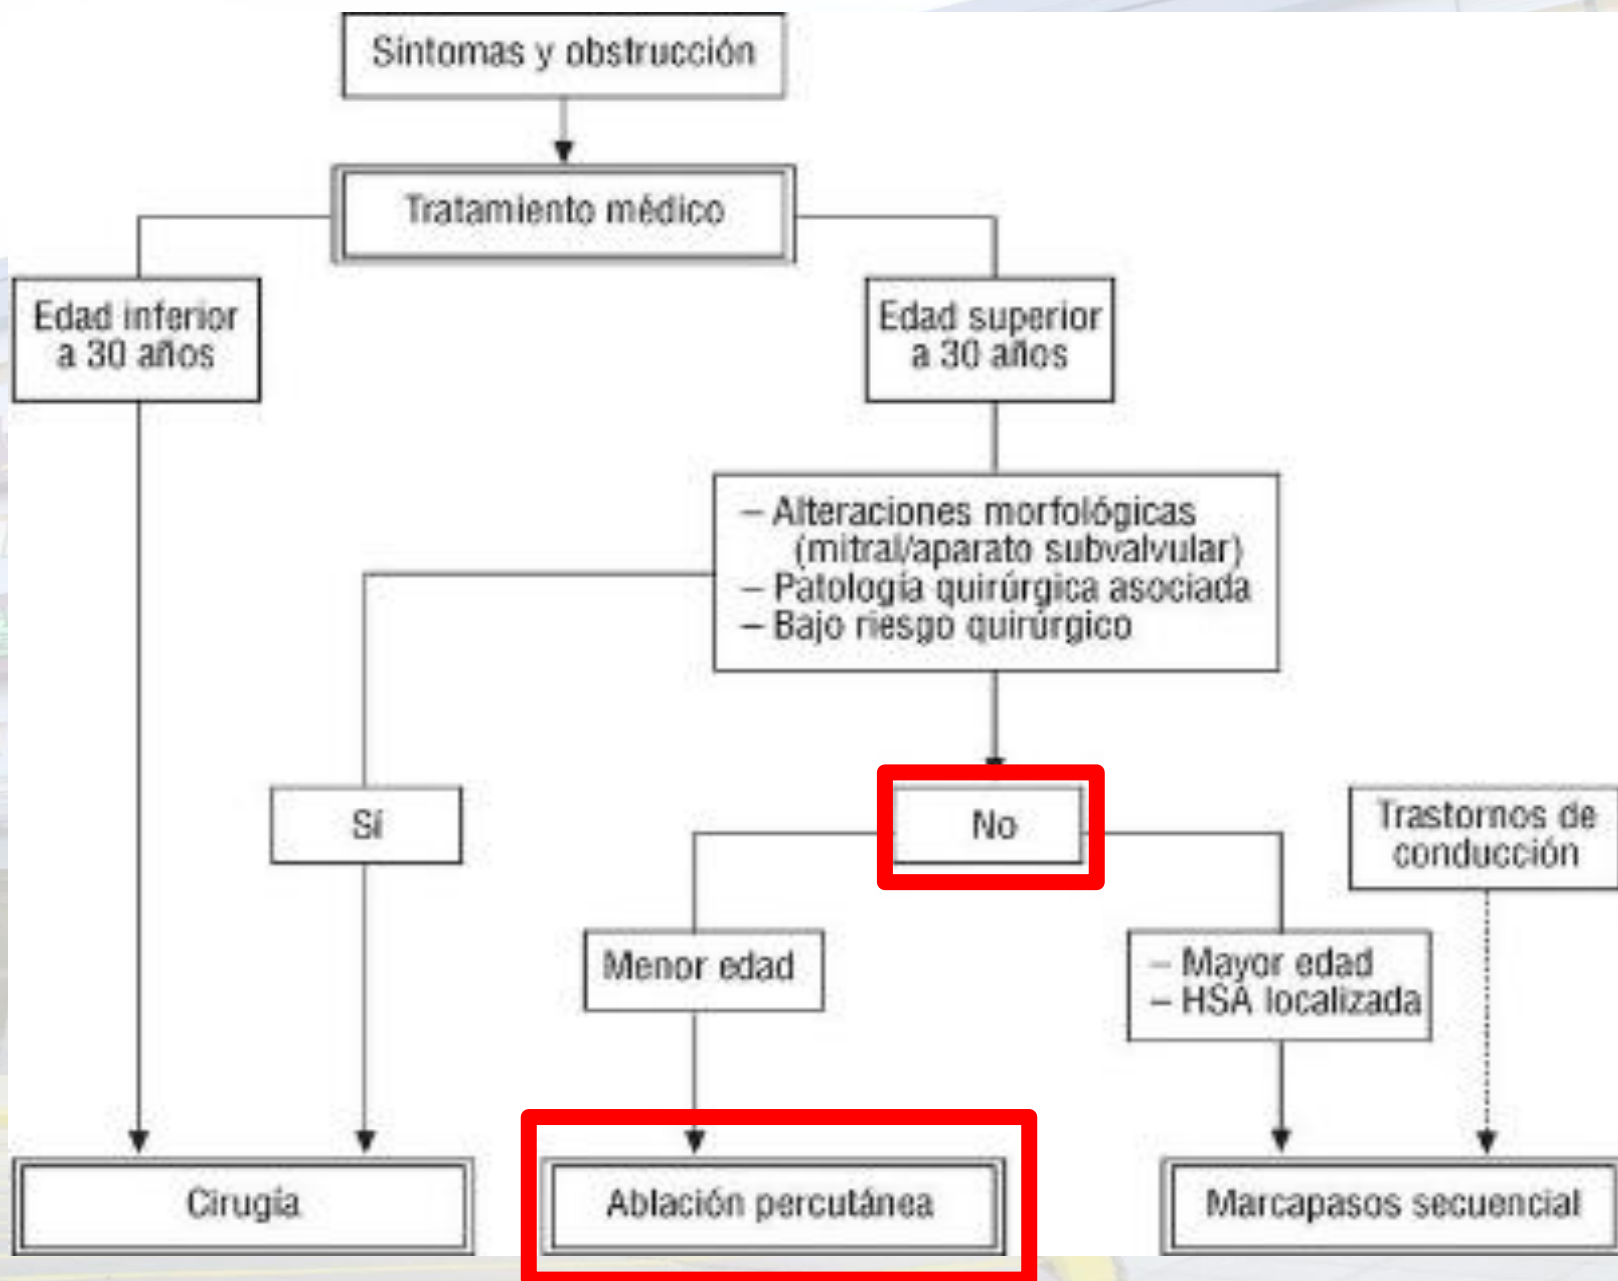 Síntomas y obstrucción
Tratamiento médico
Edad inferior
a 30 años
Edad superior
a 30 años
– Alteraciones morfológicas
(mitral/aparato subvalvular)
– Patología quirúrgica asociada
– Bajo riesgo quirúrgico
Sí
No
Trastornos de
conducción
Menor edad
– Mayor edad
– HSA localizada
Cirugía
Ablación percutánea
Marcapasos secuencial